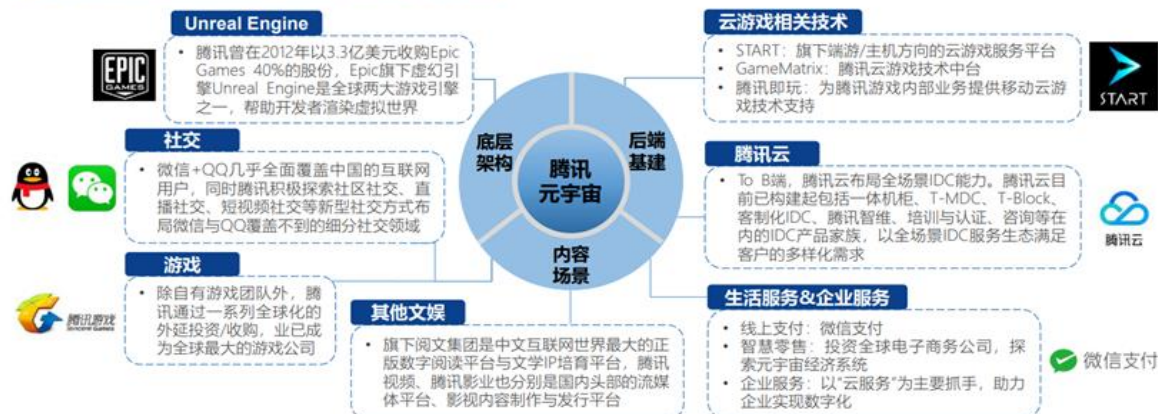 Unreal Engine
EPIC
GAMES
• 腾讯曾在2012年以3.3亿美元收购Epic
Games 40%的股份，Epic旗下虚幻引
擎Unreal Engine是全球两大游戏引擎
之一，帮助开发者渲染虚拟世界
社交
• 微信+QQ几乎全面覆盖中国的互联网
用户，同时腾讯积极探索社区社交、直
播社交、短视频社交等新型社交方式布
局微信与QQ覆盖不到的细分社交领域
游戏
腾讯游戏
Tencent Games
• 除自有游戏团队外，腾
讯通过一系列全球化的
外延投资/收购，业已成
为全球最大的游戏公司
底层
架构
后端
基建
腾讯
元宇宙
内容
场景
其他文娱
• 旗下阅文集团是中文互联网世界最大的正
版数字阅读平台与文学IP培育平台，腾讯
视频、腾讯影业也分别是国内头部的流媒
体平台、影视内容制作与发行平台
云游戏相关技术
• START：旗下端游/主机方向的云游戏服务平台
• GameMatrix：腾讯云游戏技术中台
• 腾讯即玩：为腾讯游戏内部业务提供移动云游
戏技术支持
START
腾讯云
• To B端，腾讯云布局全场景IDC能力。腾讯云目
前已构建起包括一体机柜、T-MDC、T-Block、
客制化IDC、腾讯智维、培训与认证、咨询等在
内的IDC产品家族，以全场景IDC服务生态满足
客户的多样化需求
腾讯云
生活服务&企业服务
• 线上支付：微信支付
• 智慧零售：投资全球电子商务公司，探
索元宇宙经济系统
• 企业服务：以“云服务”为主要抓手，助力
企业实现数字化
微信支付